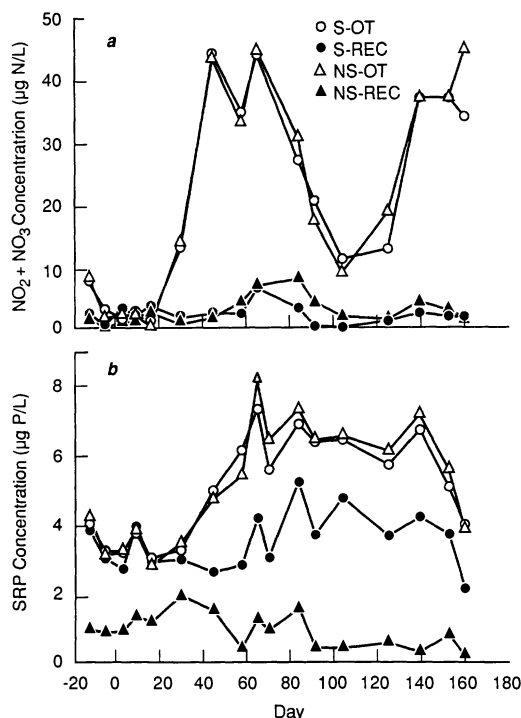 50
a
S-OT
S-REC
NS-OT
NS-REC
40
30
20
10
0
NO2 + NO3 Concentratrion (µg N/L)
b
8
6
4
2
0
SRP Concentration (µg P/L)
-20 0 20 40 60 80 100 120 140 160 180
Day